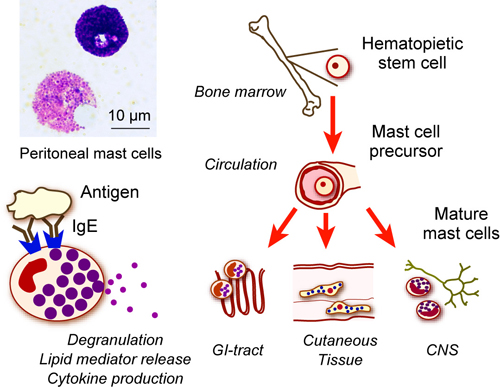 Hematopietic
stem cell
Bone marrow
10 µm
Mast cell
precursor
Peritoneal mast cells
Circulation
Antigen
IgE
Mature
mast cells
Degranulation
Lipid mediator release
Cytokine production
GI-tract
Cutaneous
Tissue
CNS